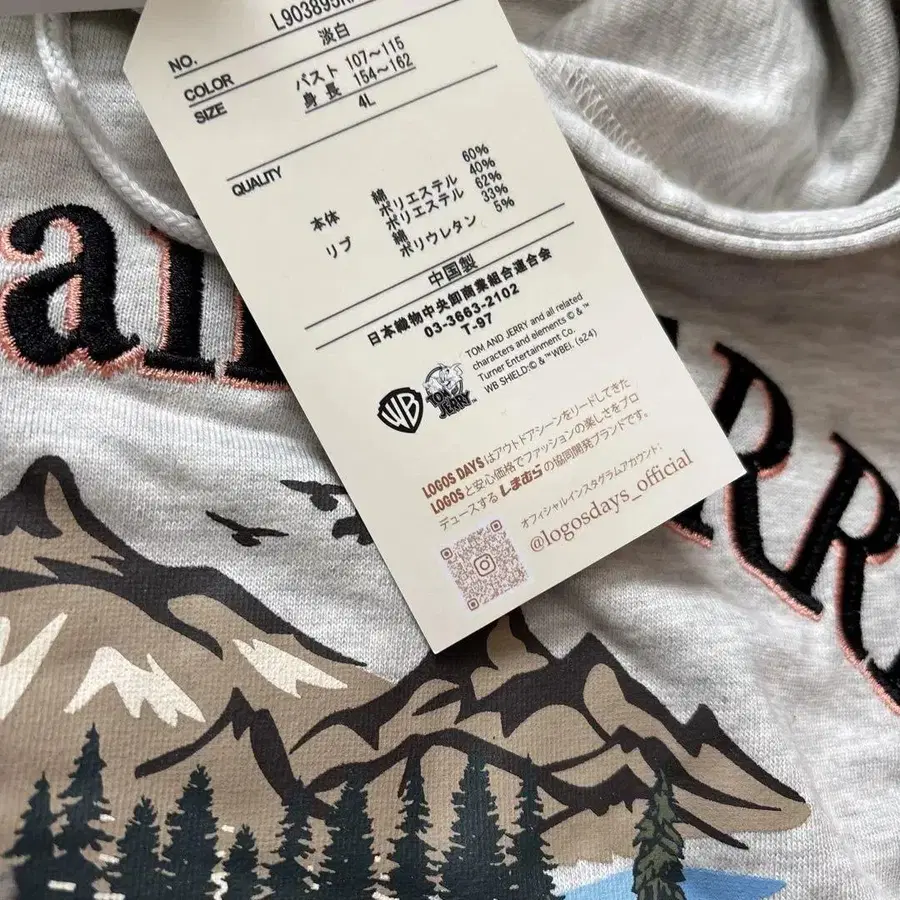 NO.
L903895
COLOR 淡白
SIZE バスト 107～115
身長 154～162
4L
QUALITY
本体 綿 60%
ポリエステル 40%
リブ ポリエステル 62%
綿 33%
ポリウレタン 5%
中国製
日本織物中央卸商業組合連合会
03-3663-2102
T-97
WB
TOM AND JERRY
TOM AND JERRY and all related
characters and elements © & ™
Turner Entertainment Co.
WB SHIELD: © & ™ WBEI. (s24)
LOGOS DAYS はアウトドアシーンをリードしてきた
LOGOS と安心価格でファッションの楽しさをプロ
デュースする しまむら の協同開発ブランドです。
オフィシャルインスタグラムアカウント:
@logosdays_official
an
RR